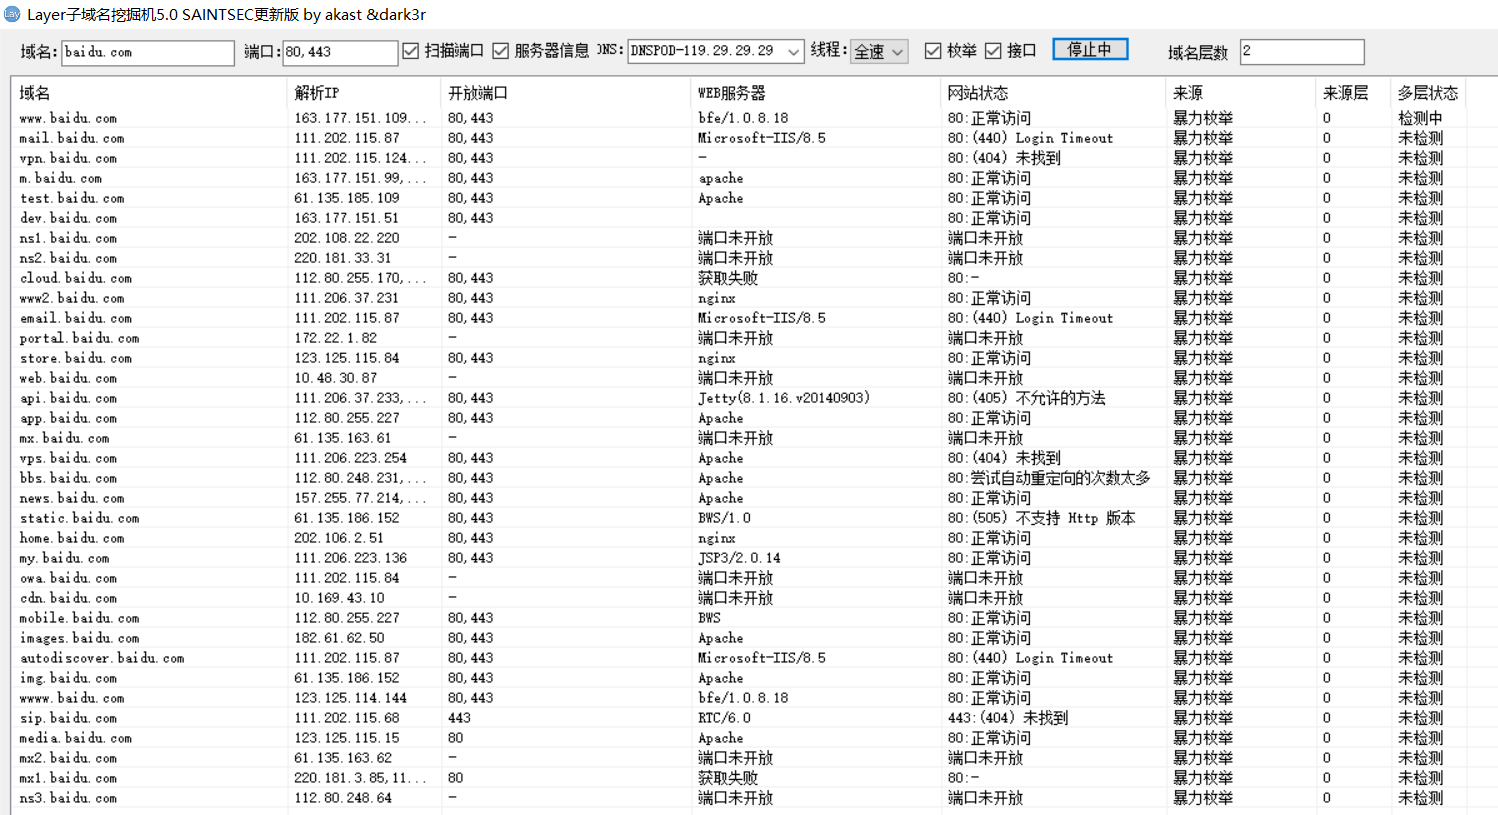 Layer子域名挖掘机5.0 SAINTSEC更新版 by akast &dark3r
域名: baidu.com 端口: 80,443 扫描端口 服务器信息 DNS: DNSPOD-119.29.29.29 线程: 全速 枚举 接口 停止中 域名层数 2
域名 解析IP 开放端口 WEB服务器 网站状态 来源 来源层 多层状态
www.baidu.com 163.177.151.109... 80,443 bfe/1.0.8.18 80:正常访问 暴力枚举 0 检测中
mail.baidu.com 111.202.115.87 80,443 Microsoft-IIS/8.5 80:(440) Login Timeout 暴力枚举 0 未检测
vpn.baidu.com 111.202.115.124... 80,443 - 80:(404) 未找到 暴力枚举 0 未检测
m.baidu.com 163.177.151.99,... 80,443 apache 80:正常访问 暴力枚举 0 未检测
test.baidu.com 61.135.185.109 80,443 Apache 80:正常访问 暴力枚举 0 未检测
dev.baidu.com 163.177.151.51 80,443 80:正常访问 暴力枚举 0 未检测
ns1.baidu.com 202.108.22.220 - 端口未开放 端口未开放 暴力枚举 0 未检测
ns2.baidu.com 220.181.33.31 - 端口未开放 端口未开放 暴力枚举 0 未检测
cloud.baidu.com 112.80.255.170,... 80,443 获取失败 80:- 暴力枚举 0 未检测
www2.baidu.com 111.206.37.231 80,443 nginx 80:正常访问 暴力枚举 0 未检测
email.baidu.com 111.202.115.87 80,443 Microsoft-IIS/8.5 80:(440) Login Timeout 暴力枚举 0 未检测
portal.baidu.com 172.22.1.82 - 端口未开放 端口未开放 暴力枚举 0 未检测
store.baidu.com 123.125.115.84 80,443 nginx 80:正常访问 暴力枚举 0 未检测
web.baidu.com 10.48.30.87 - 端口未开放 端口未开放 暴力枚举 0 未检测
api.baidu.com 111.206.37.233,... 80,443 Jetty(8.1.16.v20140903) 80:(405) 不允许的方法 暴力枚举 0 未检测
app.baidu.com 112.80.255.227 80,443 Apache 80:正常访问 暴力枚举 0 未检测
mx.baidu.com 61.135.163.61 - 端口未开放 端口未开放 暴力枚举 0 未检测
vps.baidu.com 111.206.223.254 80,443 Apache 80:(404) 未找到 暴力枚举 0 未检测
bbs.baidu.com 112.80.248.231,... 80,443 Apache 80:尝试自动重定向的次数太多 暴力枚举 0 未检测
news.baidu.com 157.255.77.214,... 80,443 Apache 80:正常访问 暴力枚举 0 未检测
static.baidu.com 61.135.186.152 80,443 BWS/1.0 80:(505) 不支持 Http 版本 暴力枚举 0 未检测
home.baidu.com 202.106.2.51 80,443 nginx 80:正常访问 暴力枚举 0 未检测
my.baidu.com 111.206.223.136 80,443 JSP3/2.0.14 80:正常访问 暴力枚举 0 未检测
owa.baidu.com 111.202.115.84 - 端口未开放 端口未开放 暴力枚举 0 未检测
cdn.baidu.com 10.169.43.10 - 端口未开放 端口未开放 暴力枚举 0 未检测
mobile.baidu.com 112.80.255.227 80,443 BWS 80:正常访问 暴力枚举 0 未检测
images.baidu.com 182.61.62.50 80,443 Apache 80:正常访问 暴力枚举 0 未检测
autodiscover.baidu.com 111.202.115.87 80,443 Microsoft-IIS/8.5 80:(440) Login Timeout 暴力枚举 0 未检测
img.baidu.com 61.135.186.152 80,443 Apache 80:正常访问 暴力枚举 0 未检测
wwww.baidu.com 123.125.114.144 80,443 bfe/1.0.8.18 80:正常访问 暴力枚举 0 未检测
sip.baidu.com 111.202.115.68 443 RTC/6.0 443:(404) 未找到 暴力枚举 0 未检测
media.baidu.com 123.125.115.15 80 Apache 80:正常访问 暴力枚举 0 未检测
mx2.baidu.com 61.135.163.62 - 端口未开放 端口未开放 暴力枚举 0 未检测
mx1.baidu.com 220.181.3.85,11... 80 获取失败 80:- 暴力枚举 0 未检测
ns3.baidu.com 112.80.248.64 - 端口未开放 端口未开放 暴力枚举 0 未检测